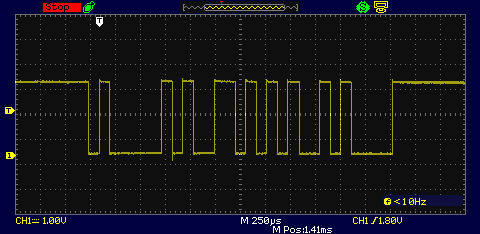 Stop
T
T
1
f <10Hz
CH1 1.00V M 250µs CH1 / 1.80V
M Pos:1.41ms